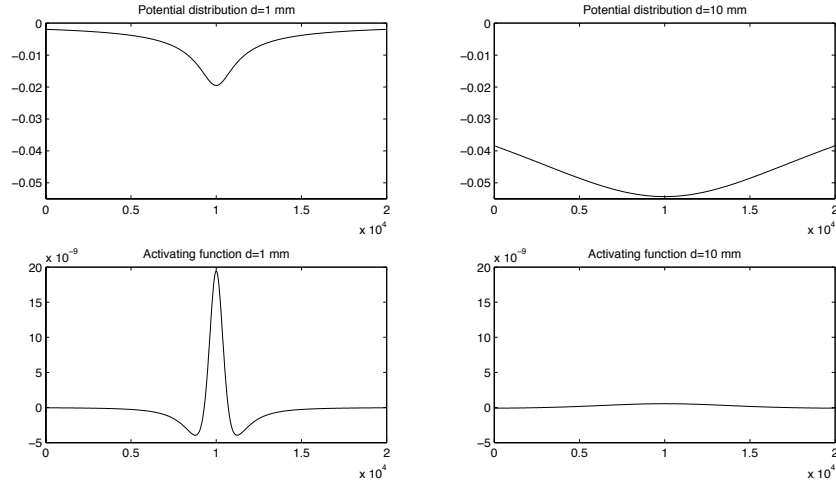 Potential distribution d=1 mm
0
−0.01
−0.02
−0.03
−0.04
−0.05
0 0.5 1 1.5 2
x 10^4
Potential distribution d=10 mm
0
−0.01
−0.02
−0.03
−0.04
−0.05
0 0.5 1 1.5 2
x 10^4
x 10^−9
Activating function d=1 mm
20
15
10
5
0
−5
0 0.5 1 1.5 2
x 10^4
x 10^−9
Activating function d=10 mm
20
15
10
5
0
−5
0 0.5 1 1.5 2
x 10^4